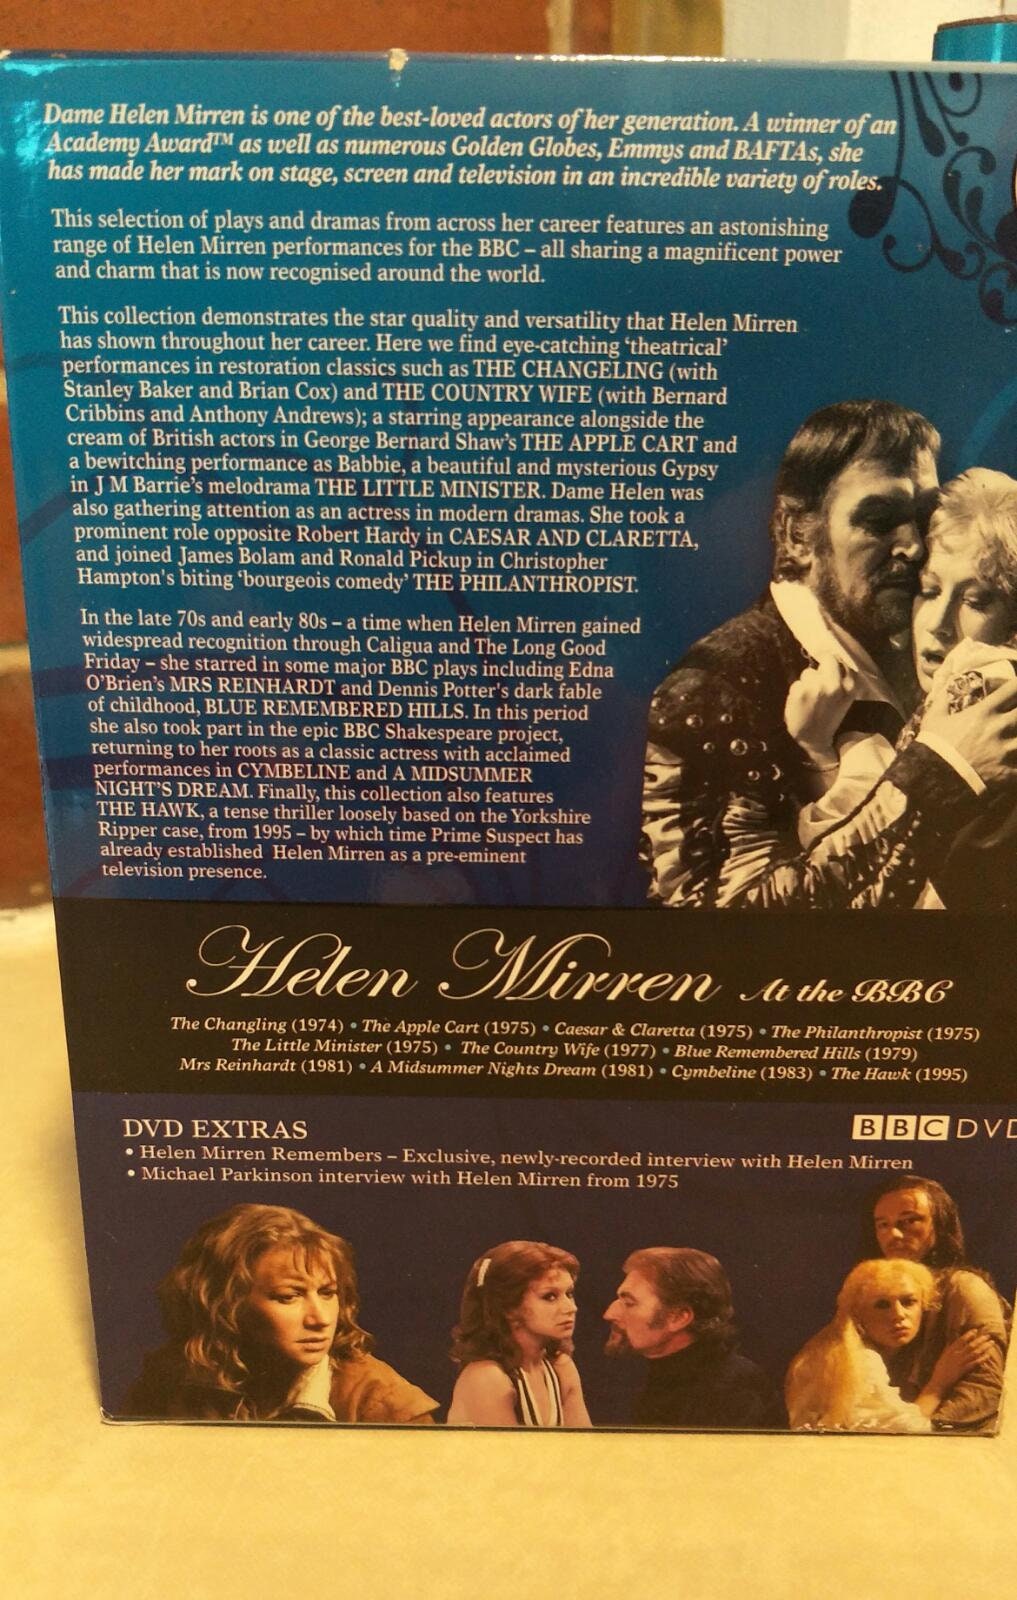 Dame Helen Mirren is one of the best-loved actors of her generation. A winner of an
Academy Award™ as well as numerous Golden Globes, Emmys and BAFTAs, she
has made her mark on stage, screen and television in an incredible variety of roles.
This selection of plays and dramas from across her career features an astonishing
range of Helen Mirren performances for the BBC – all sharing a magnificent power
and charm that is now recognised around the world.
This collection demonstrates the star quality and versatility that Helen Mirren
has shown throughout her career. Here we find eye-catching ‘theatrical’
performances in restoration classics such as THE CHANGELING (with
Stanley Baker and Brian Cox) and THE COUNTRY WIFE (with Bernard
Cribbins and Anthony Andrews); a starring appearance alongside the
cream of British actors in George Bernard Shaw’s THE APPLE CART and
a bewitching performance as Babbie, a beautiful and mysterious Gypsy
in J M Barrie’s melodrama THE LITTLE MINISTER. Dame Helen was
also gathering attention as an actress in modern dramas. She took a
prominent role opposite Robert Hardy in CAESAR AND CLARETTA,
and joined James Bolam and Ronald Pickup in Christopher
Hampton's biting ‘bourgeois comedy’ THE PHILANTHROPIST.
In the late 70s and early 80s – a time when Helen Mirren gained
widespread recognition through Caligua and The Long Good
Friday – she starred in some major BBC plays including Edna
O’Brien’s MRS REINHARDT and Dennis Potter's dark fable
of childhood, BLUE REMEMBERED HILLS. In this period
she also took part in the epic BBC Shakespeare project,
returning to her roots as a classic actress with acclaimed
performances in CYMBELINE and A MIDSUMMER
NIGHT’S DREAM. Finally, this collection also features
THE HAWK, a tense thriller loosely based on the Yorkshire
Ripper case, from 1995 – by which time Prime Suspect has
already established Helen Mirren as a pre-eminent
television presence.
Helen Mirren At the BBC
The Changling (1974) • The Apple Cart (1975) • Caesar & Claretta (1975) • The Philanthropist (1975)
The Little Minister (1975) • The Country Wife (1977) • Blue Remembered Hills (1979)
Mrs Reinhardt (1981) • A Midsummer Nights Dream (1981) • Cymbeline (1983) • The Hawk (1995)
DVD EXTRAS
BBC DVD
• Helen Mirren Remembers – Exclusive, newly-recorded interview with Helen Mirren
• Michael Parkinson interview with Helen Mirren from 1975